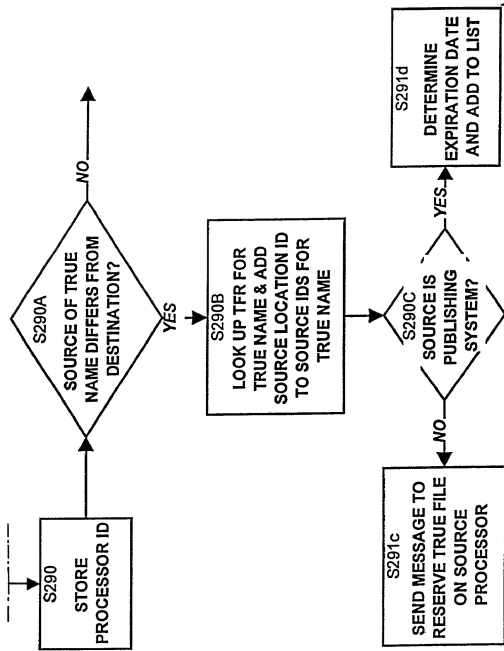 S290
STORE
PROCESSOR ID
S290A
SOURCE OF TRUE
NAME DIFFERS FROM
DESTINATION?
NO
YES
S290B
LOOK UP TFR FOR
TRUE NAME & ADD
SOURCE LOCATION ID
TO SOURCE IDS FOR
TRUE NAME
S290C
SOURCE IS
PUBLISHING
SYSTEM?
NO
YES
S291c
SEND MESSAGE TO
RESERVE TRUE FILE
ON SOURCE
PROCESSOR
S291d
DETERMINE
EXPIRATION DATE
AND ADD TO LIST